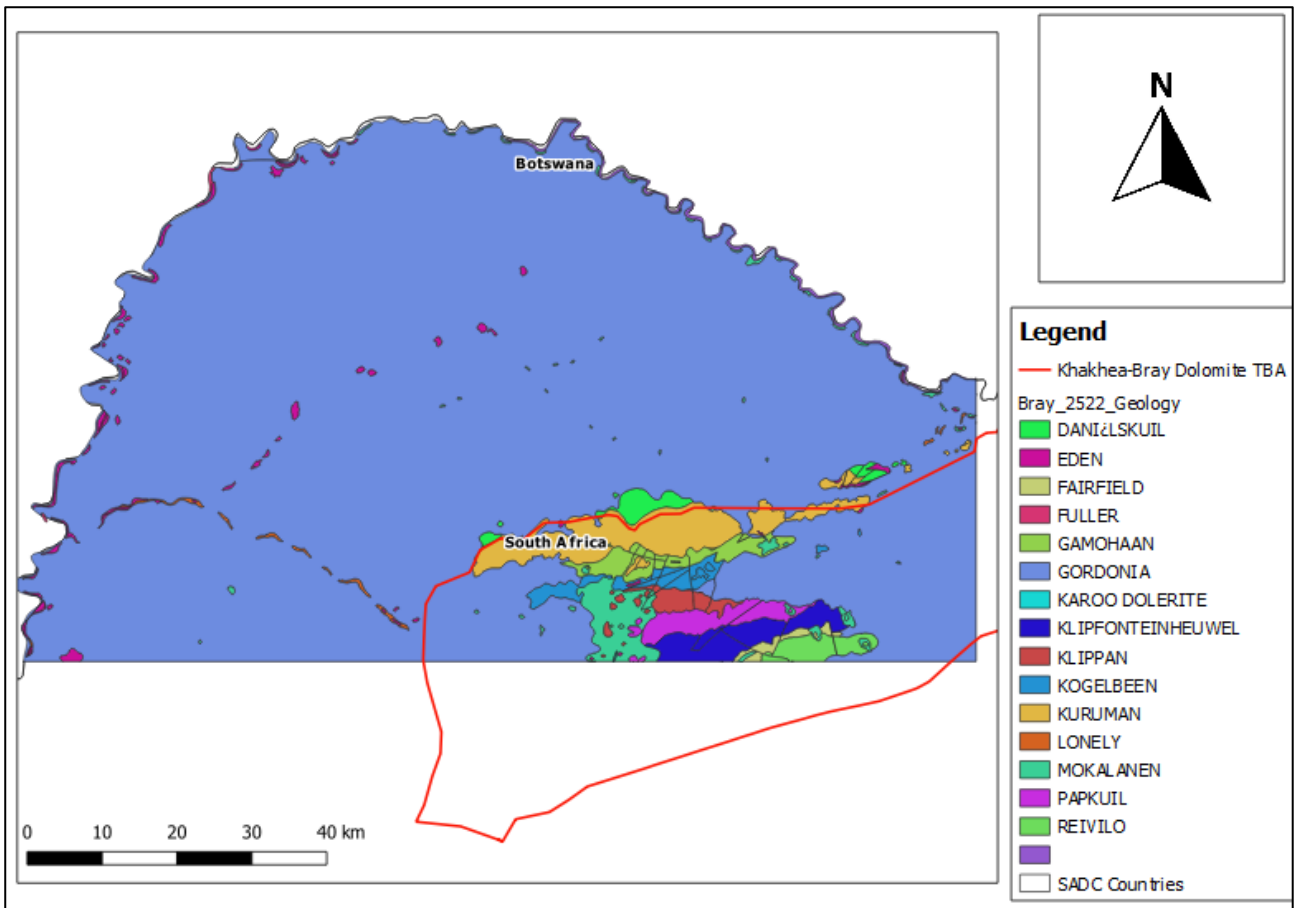 N
Botswana
South Africa
0 10 20 30 40 km
Legend
Khakhea-Bray Dolomite TBA
Bray_2522_Geology
DANI¿LSKUIL
EDEN
FAIRFIELD
FULLER
GAMOHAAN
GORDONIA
KAROO DOLERITE
KLIPFONTEINHEUWEL
KLIPPAN
KOGELBEEN
KURUMAN
LONELY
MOKALANEN
PAPKUIL
REIVILO
SADC Countries